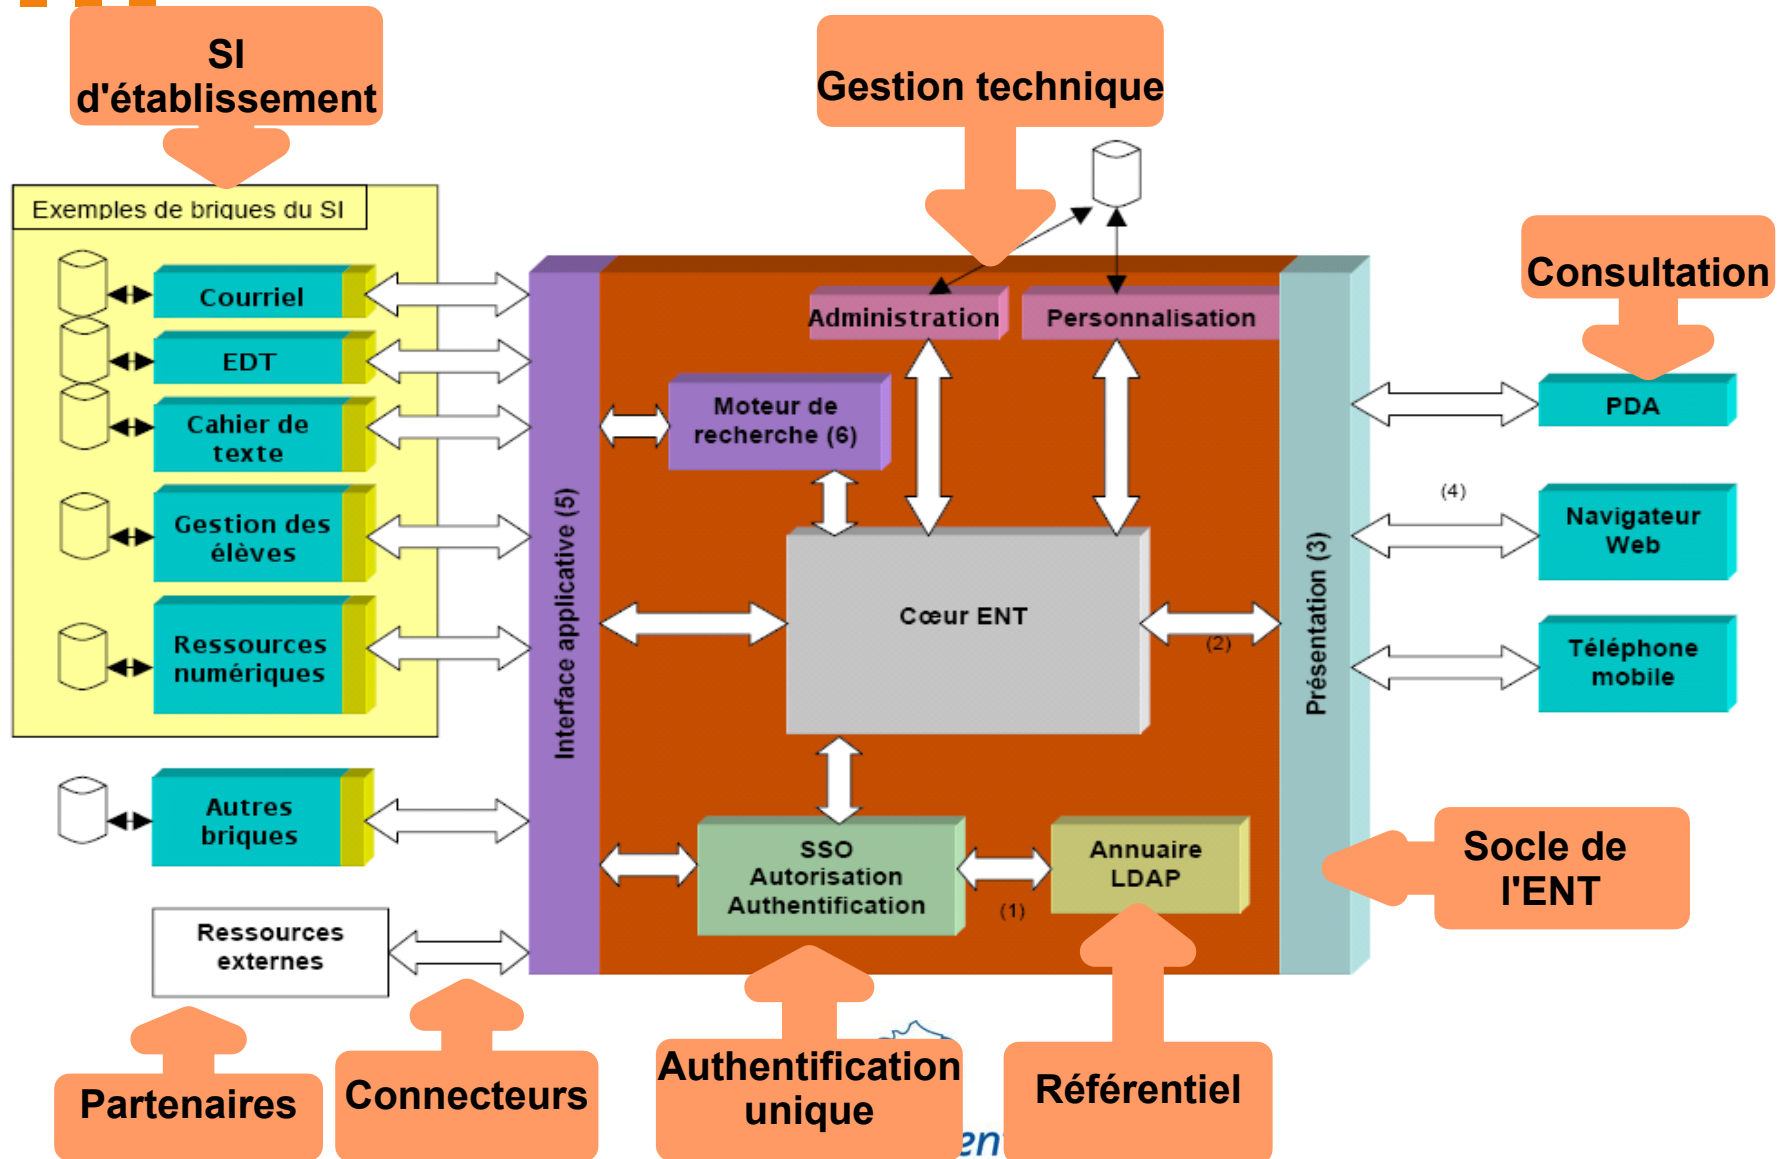 SI
d'établissement
Gestion technique
Exemples de briques du SI
Consultation
Courriel
EDT
Cahier de
texte
Gestion des
élèves
Ressources
numériques
Autres
briques
Ressources
externes
Interface applicative (5)
Administration
Personnalisation
Moteur de
recherche (6)
Cœur ENT
(2)
SSO
Autorisation
Authentification
(1)
Annuaire
LDAP
Présentation (3)
PDA
(4)
Navigateur
Web
Téléphone
mobile
Socle de
l'ENT
Partenaires
Connecteurs
Authentification
unique
Référentiel